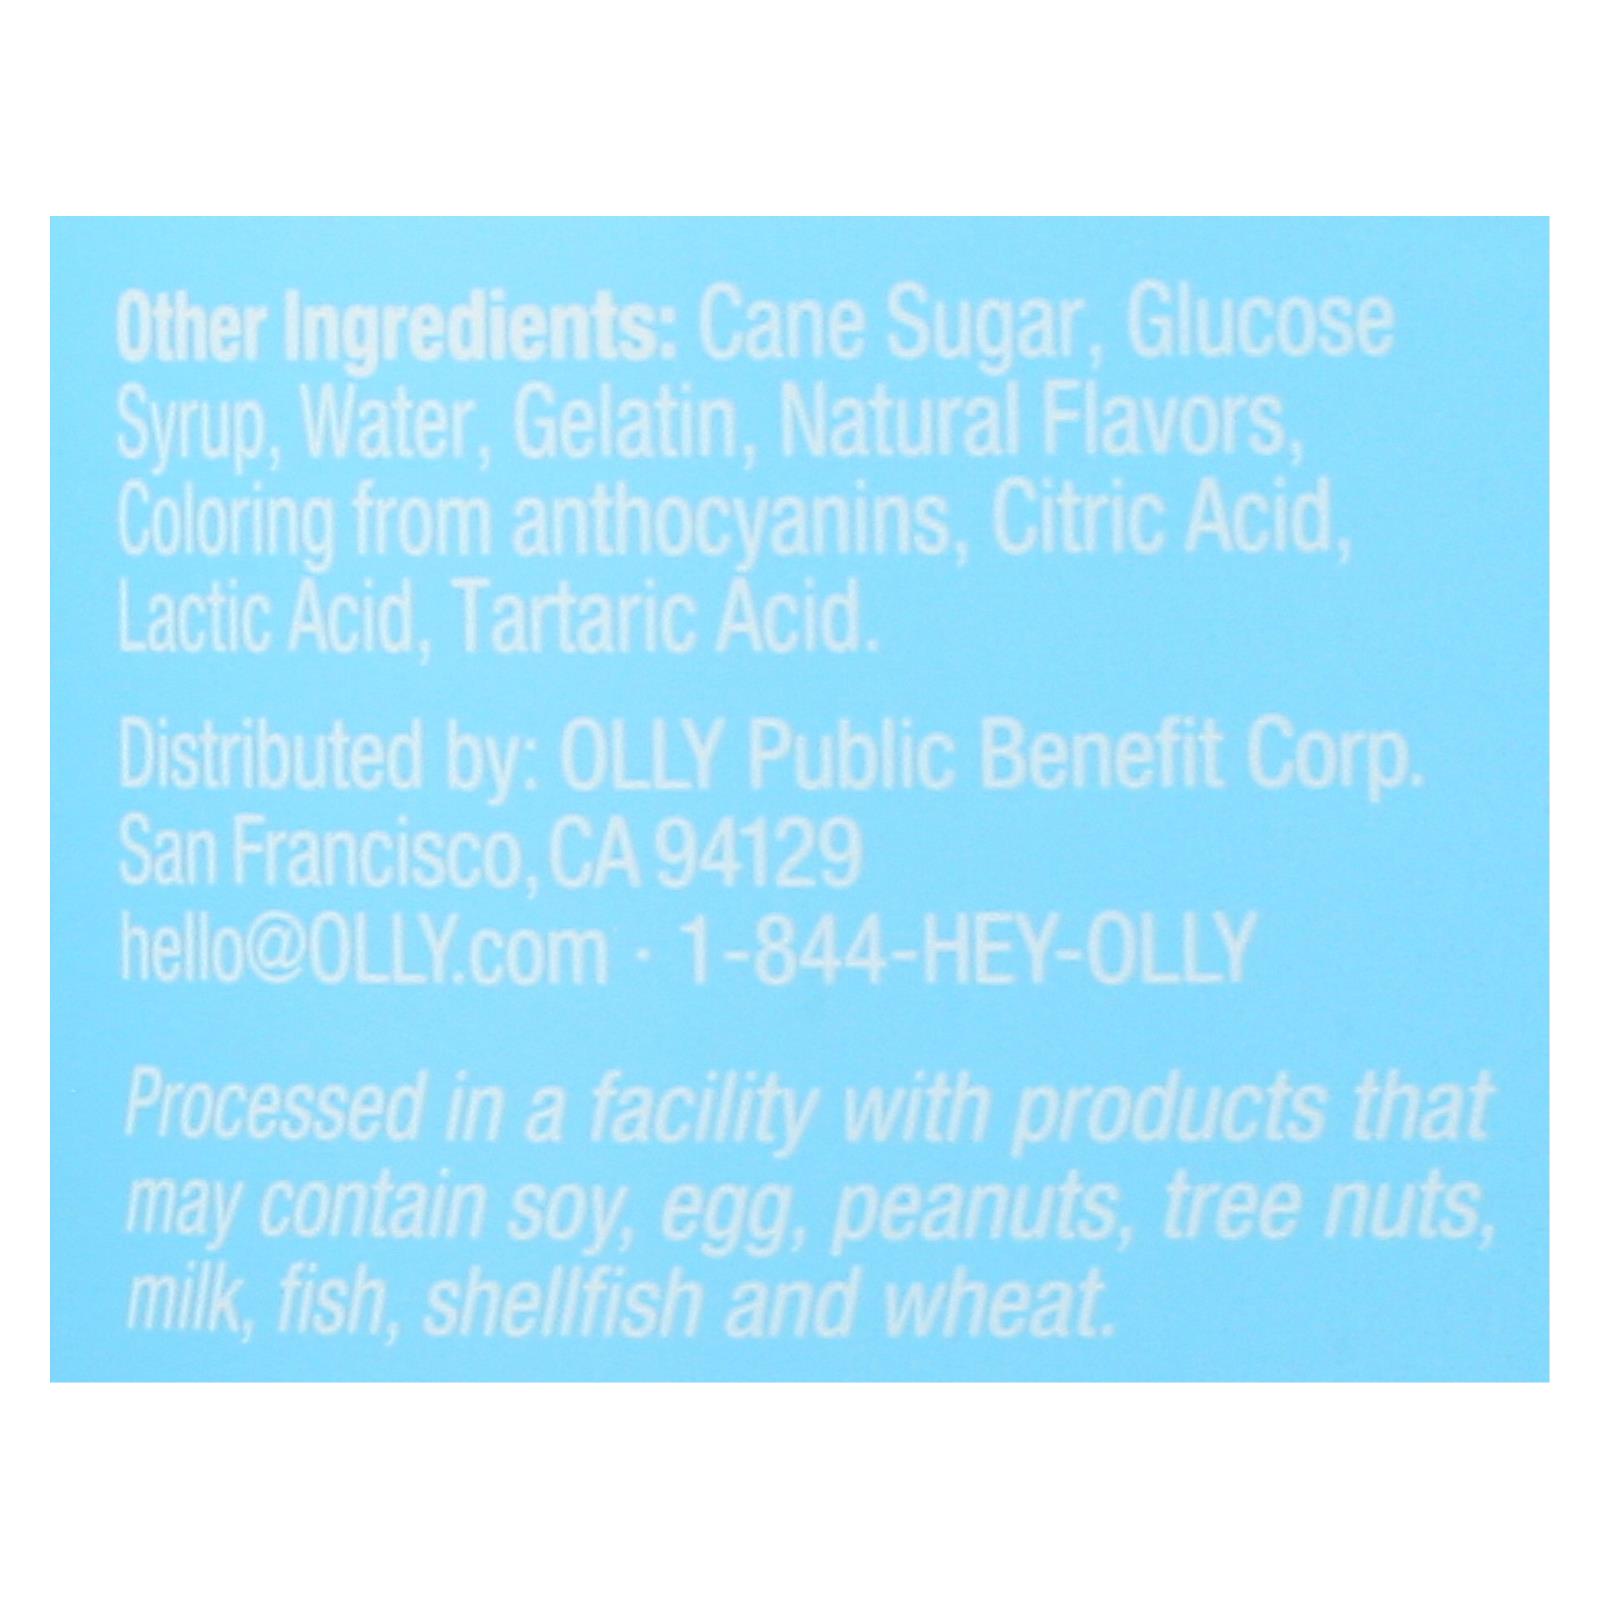 Other Ingredients: Cane Sugar, Glucose
Syrup, Water, Gelatin, Natural Flavors,
Coloring from anthocyanins, Citric Acid,
Lactic Acid, Tartaric Acid.
Distributed by: OLLY Public Benefit Corp.
San Francisco, CA 94129
hello@OLLY.com · 1-844-HEY-OLLY
Processed in a facility with products that
may contain soy, egg, peanuts, tree nuts,
milk, fish, shellfish and wheat.